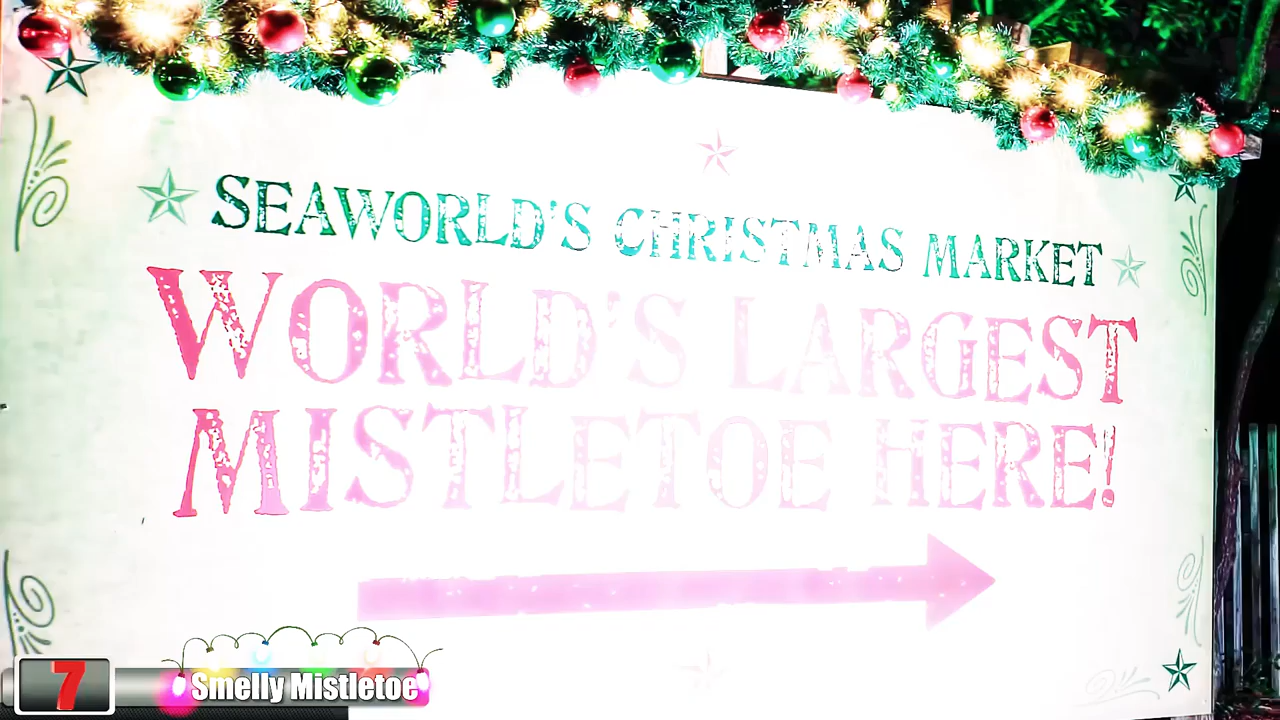 SEAWORLD'S CHRISTMAS MARKET
WORLD'S LARGEST
MISTLETOE HERE!
7
Smelly Mistletoe